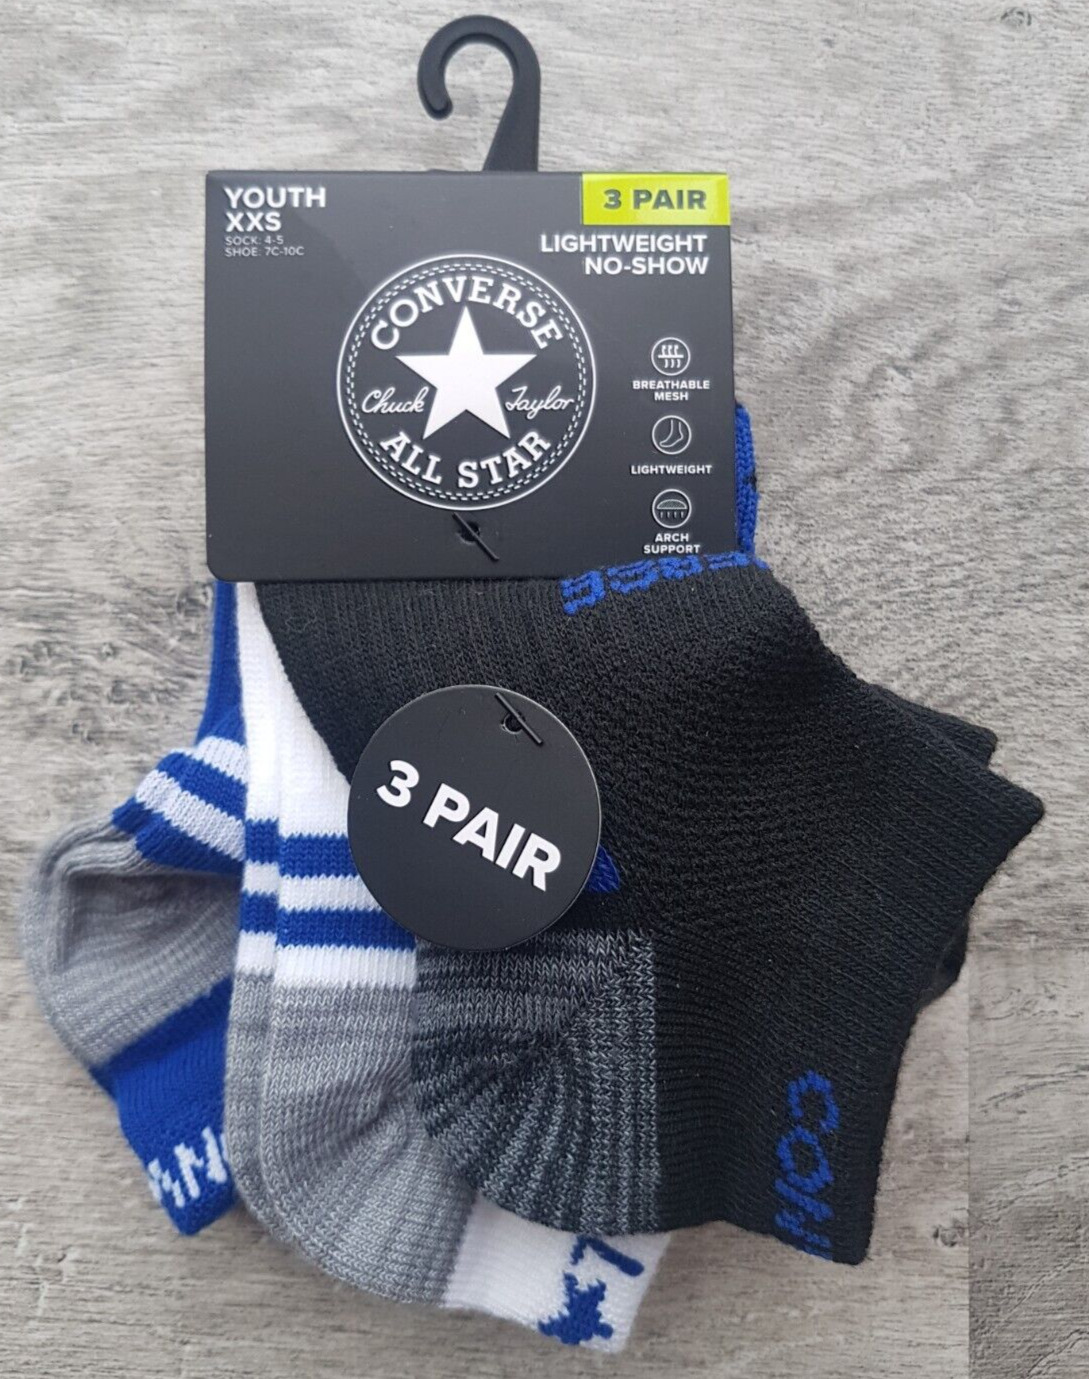 YOUTH
XXS
SOCK: 4-5
SHOE: 7C-10C
3 PAIR
LIGHTWEIGHT
NO-SHOW
CONVERSE
Chuck Taylor
ALL STAR
BREATHABLE
MESH
LIGHTWEIGHT
ARCH
SUPPORT
3 PAIR